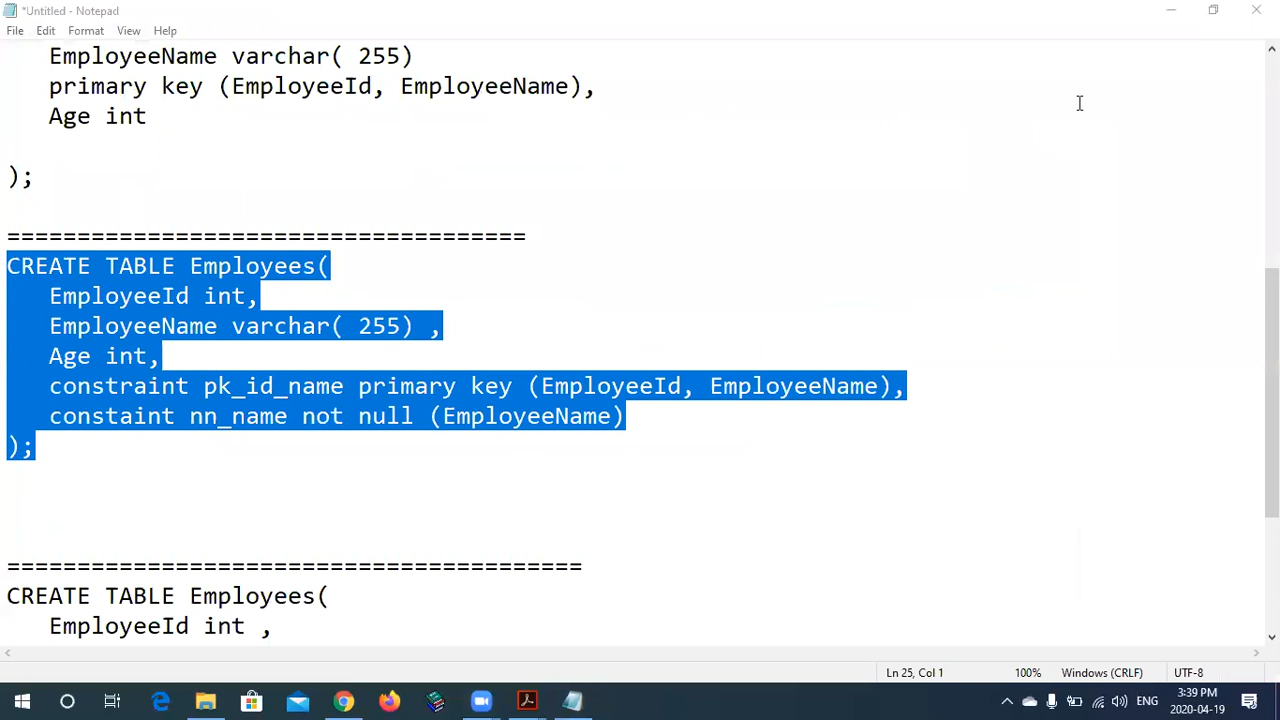 *Untitled - Notepad
File Edit Format View Help
EmployeeName varchar( 255)
primary key (EmployeeId, EmployeeName),
Age int
);
=====================================
CREATE TABLE Employees(
EmployeeId int,
EmployeeName varchar( 255) ,
Age int,
constraint pk_id_name primary key (EmployeeId, EmployeeName),
constaint nn_name not null (EmployeeName)
);
=========================================
CREATE TABLE Employees(
EmployeeId int ,
Ln 25, Col 1 100% Windows (CRLF) UTF-8
ENG 3:39 PM
2020-04-19